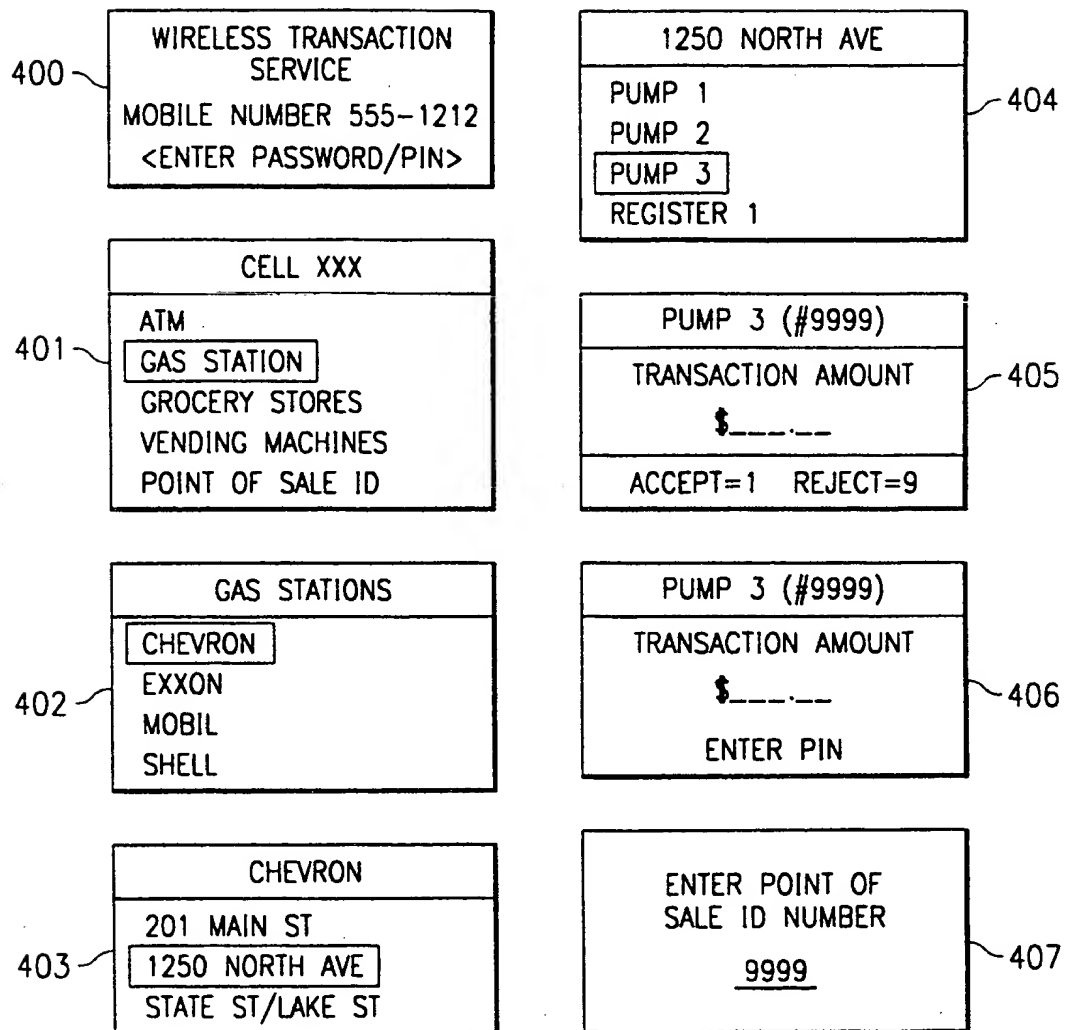 400
WIRELESS TRANSACTION
SERVICE
MOBILE NUMBER 555-1212
<ENTER PASSWORD/PIN>
401
CELL XXX
ATM
GAS STATION
GROCERY STORES
VENDING MACHINES
POINT OF SALE ID
402
GAS STATIONS
CHEVRON
EXXON
MOBIL
SHELL
403
CHEVRON
201 MAIN ST
1250 NORTH AVE
STATE ST/LAKE ST
1250 NORTH AVE
404
PUMP 1
PUMP 2
PUMP 3
REGISTER 1
PUMP 3 (#9999)
405
TRANSACTION AMOUNT
$___.__
ACCEPT=1 REJECT=9
PUMP 3 (#9999)
406
TRANSACTION AMOUNT
$___.__
ENTER PIN
ENTER POINT OF
SALE ID NUMBER
407
9999